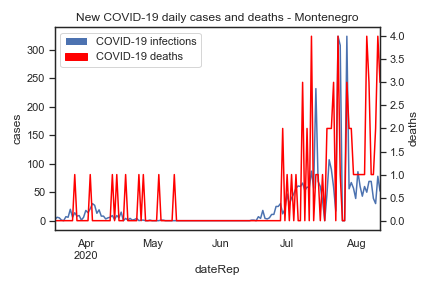 New COVID-19 daily cases and deaths - Montenegro
COVID-19 infections
COVID-19 deaths
300
250
200
150
100
50
0
cases
4.0
3.5
3.0
2.5
2.0
1.5
1.0
0.5
0.0
deaths
Apr
2020
May
Jun
Jul
Aug
dateRep